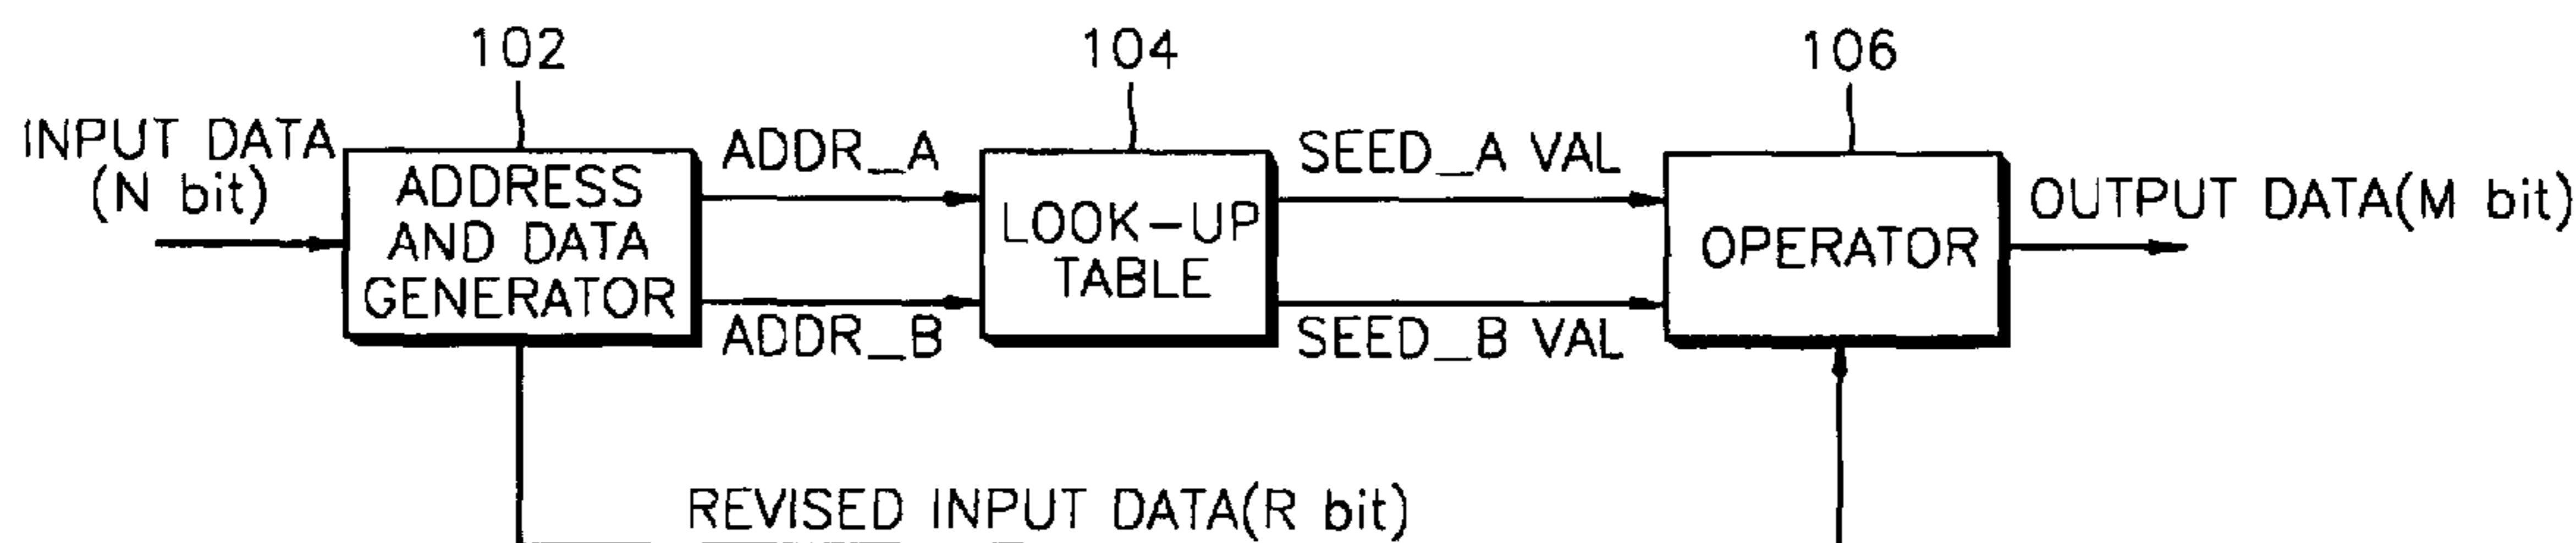 102
104
106
INPUT DATA
(N bit)
ADDRESS
AND DATA
GENERATOR
ADDR_A
ADDR_B
LOOK-UP
TABLE
SEED_A VAL
SEED_B VAL
OPERATOR
OUTPUT DATA(M bit)
REVISED INPUT DATA(R bit)